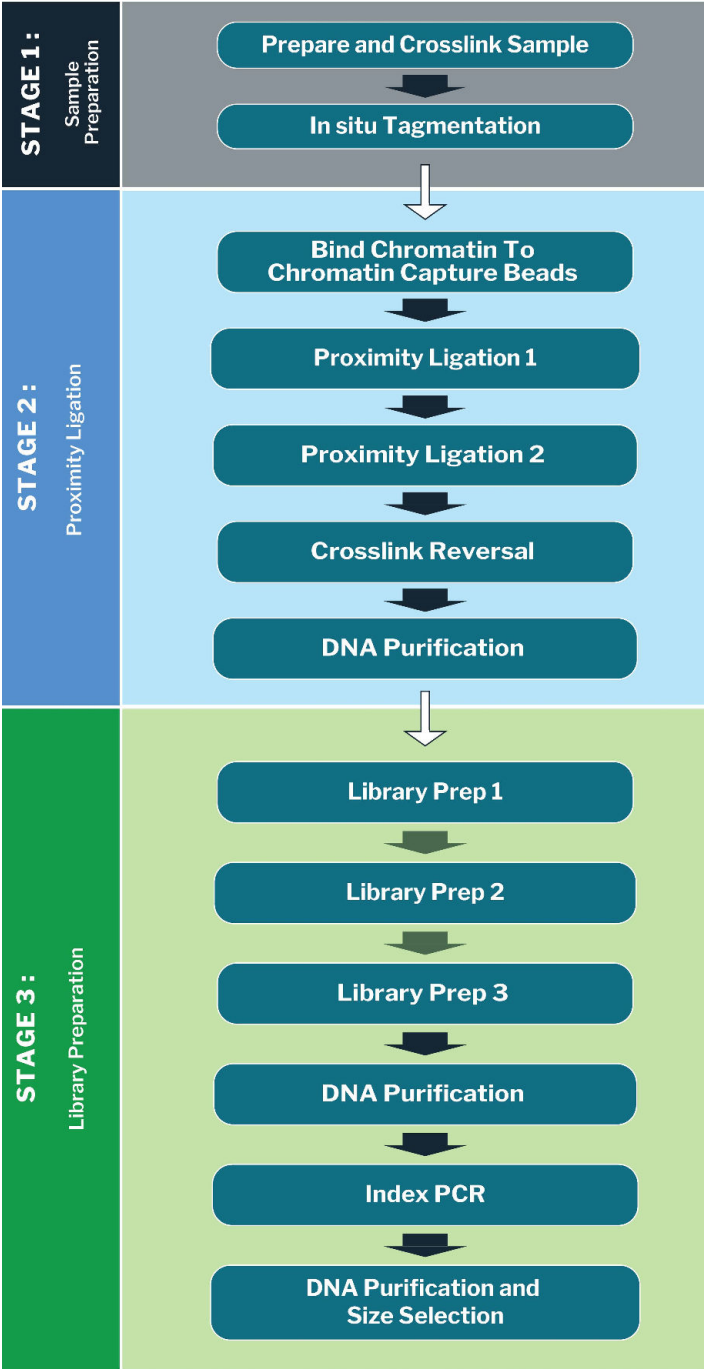 STAGE 1 :
Sample
Preparation
Prepare and Crosslink Sample
In situ Tagmentation
STAGE 2 :
Proximity Ligation
Bind Chromatin To
Chromatin Capture Beads
Proximity Ligation 1
Proximity Ligation 2
Crosslink Reversal
DNA Purification
STAGE 3 :
Library Preparation
Library Prep 1
Library Prep 2
Library Prep 3
DNA Purification
Index PCR
DNA Purification and
Size Selection